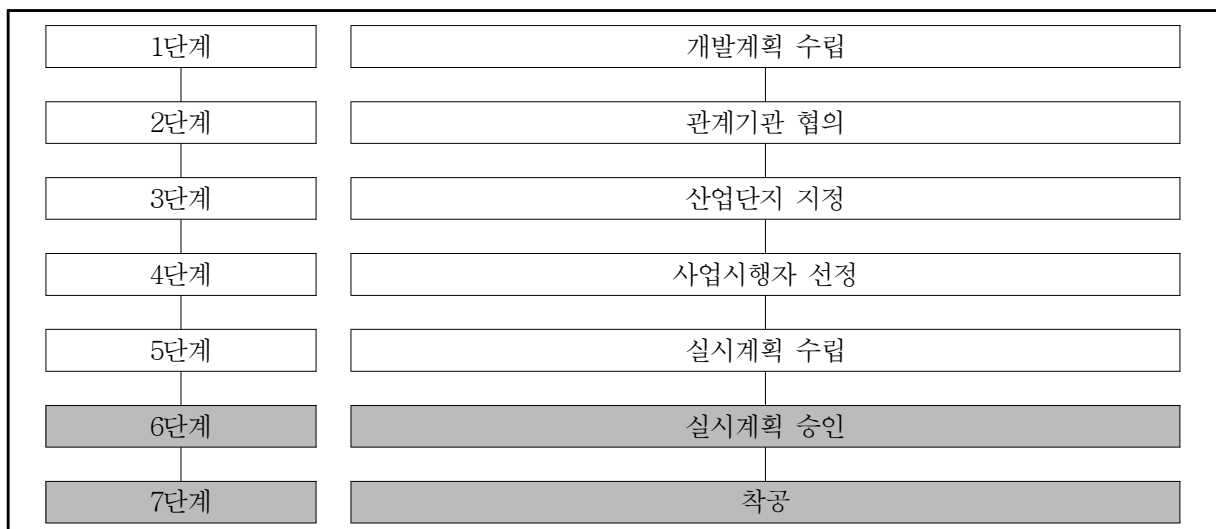 1단계 개발계획 수립
2단계 관계기관 협의
3단계 산업단지 지정
4단계 사업시행자 선정
5단계 실시계획 수립
6단계 실시계획 승인
7단계 착공